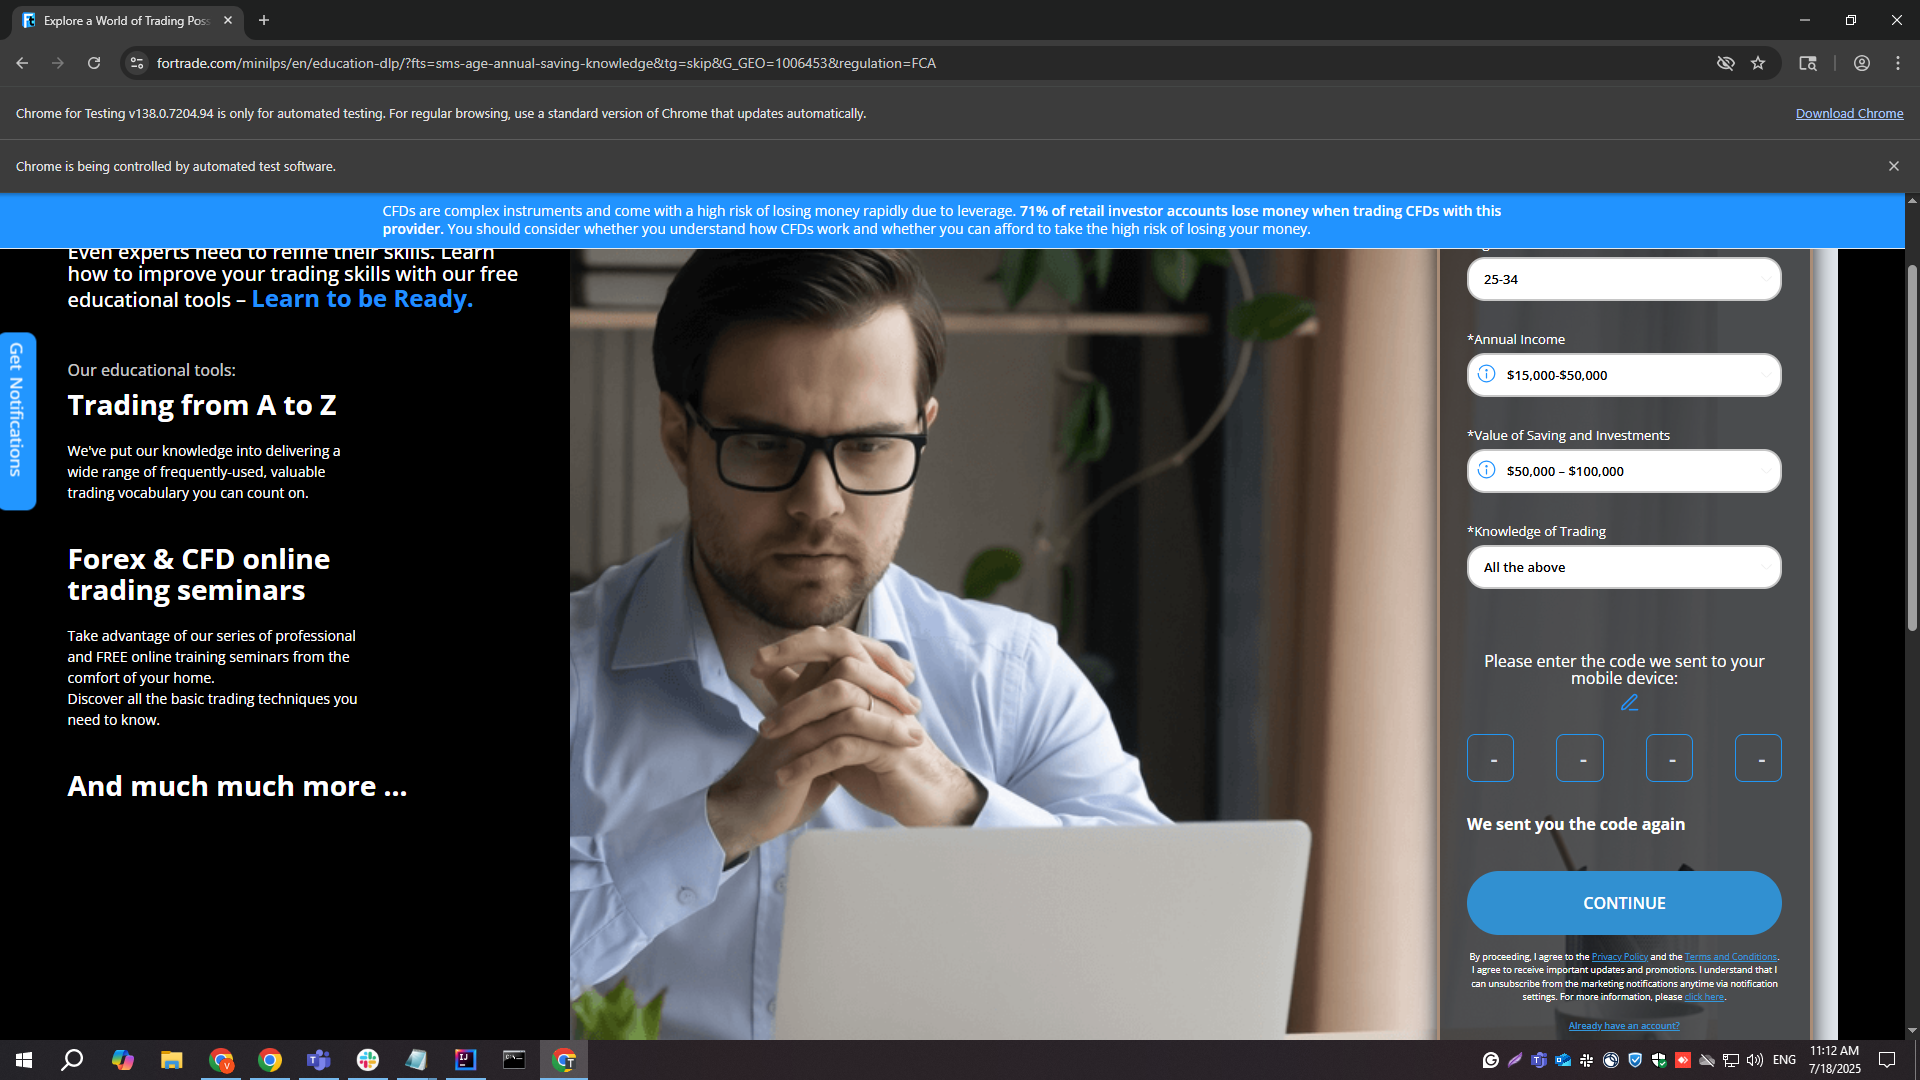 Explore a World of Trading Poss
fortrade.com/minilps/en/education-dlp/?fts=sms-age-annual-saving-knowledge&tg=skip&G_GEO=1006453&regulation=FCA
Chrome for Testing v138.0.7204.94 is only for automated testing. For regular browsing, use a standard version of Chrome that updates automatically.
Download Chrome
Chrome is being controlled by automated test software.
CFDs are complex instruments and come with a high risk of losing money rapidly due to leverage. 71% of retail investor accounts lose money when trading CFDs with this
provider. You should consider whether you understand how CFDs work and whether you can afford to take the high risk of losing your money.
Even experts need to refine their skills. Learn
how to improve your trading skills with our free
educational tools – Learn to be Ready.
Get Notifications
Our educational tools:
Trading from A to Z
We've put our knowledge into delivering a
wide range of frequently-used, valuable
trading vocabulary you can count on.
Forex & CFD online
trading seminars
Take advantage of our series of professional
and FREE online training seminars from the
comfort of your home.
Discover all the basic trading techniques you
need to know.
And much much more ...
25-34
*Annual Income
$15,000-$50,000
*Value of Saving and Investments
$50,000 – $100,000
*Knowledge of Trading
All the above
Please enter the code we sent to your
mobile device:
- - - -
We sent you the code again
CONTINUE
By proceeding, I agree to the Privacy Policy and the Terms and Conditions.
I agree to receive important updates and promotions. I understand that I
can unsubscribe from the marketing notifications anytime via notification
settings. For more information, please click here.
Already have an account?
ENG
11:12 AM
7/18/2025